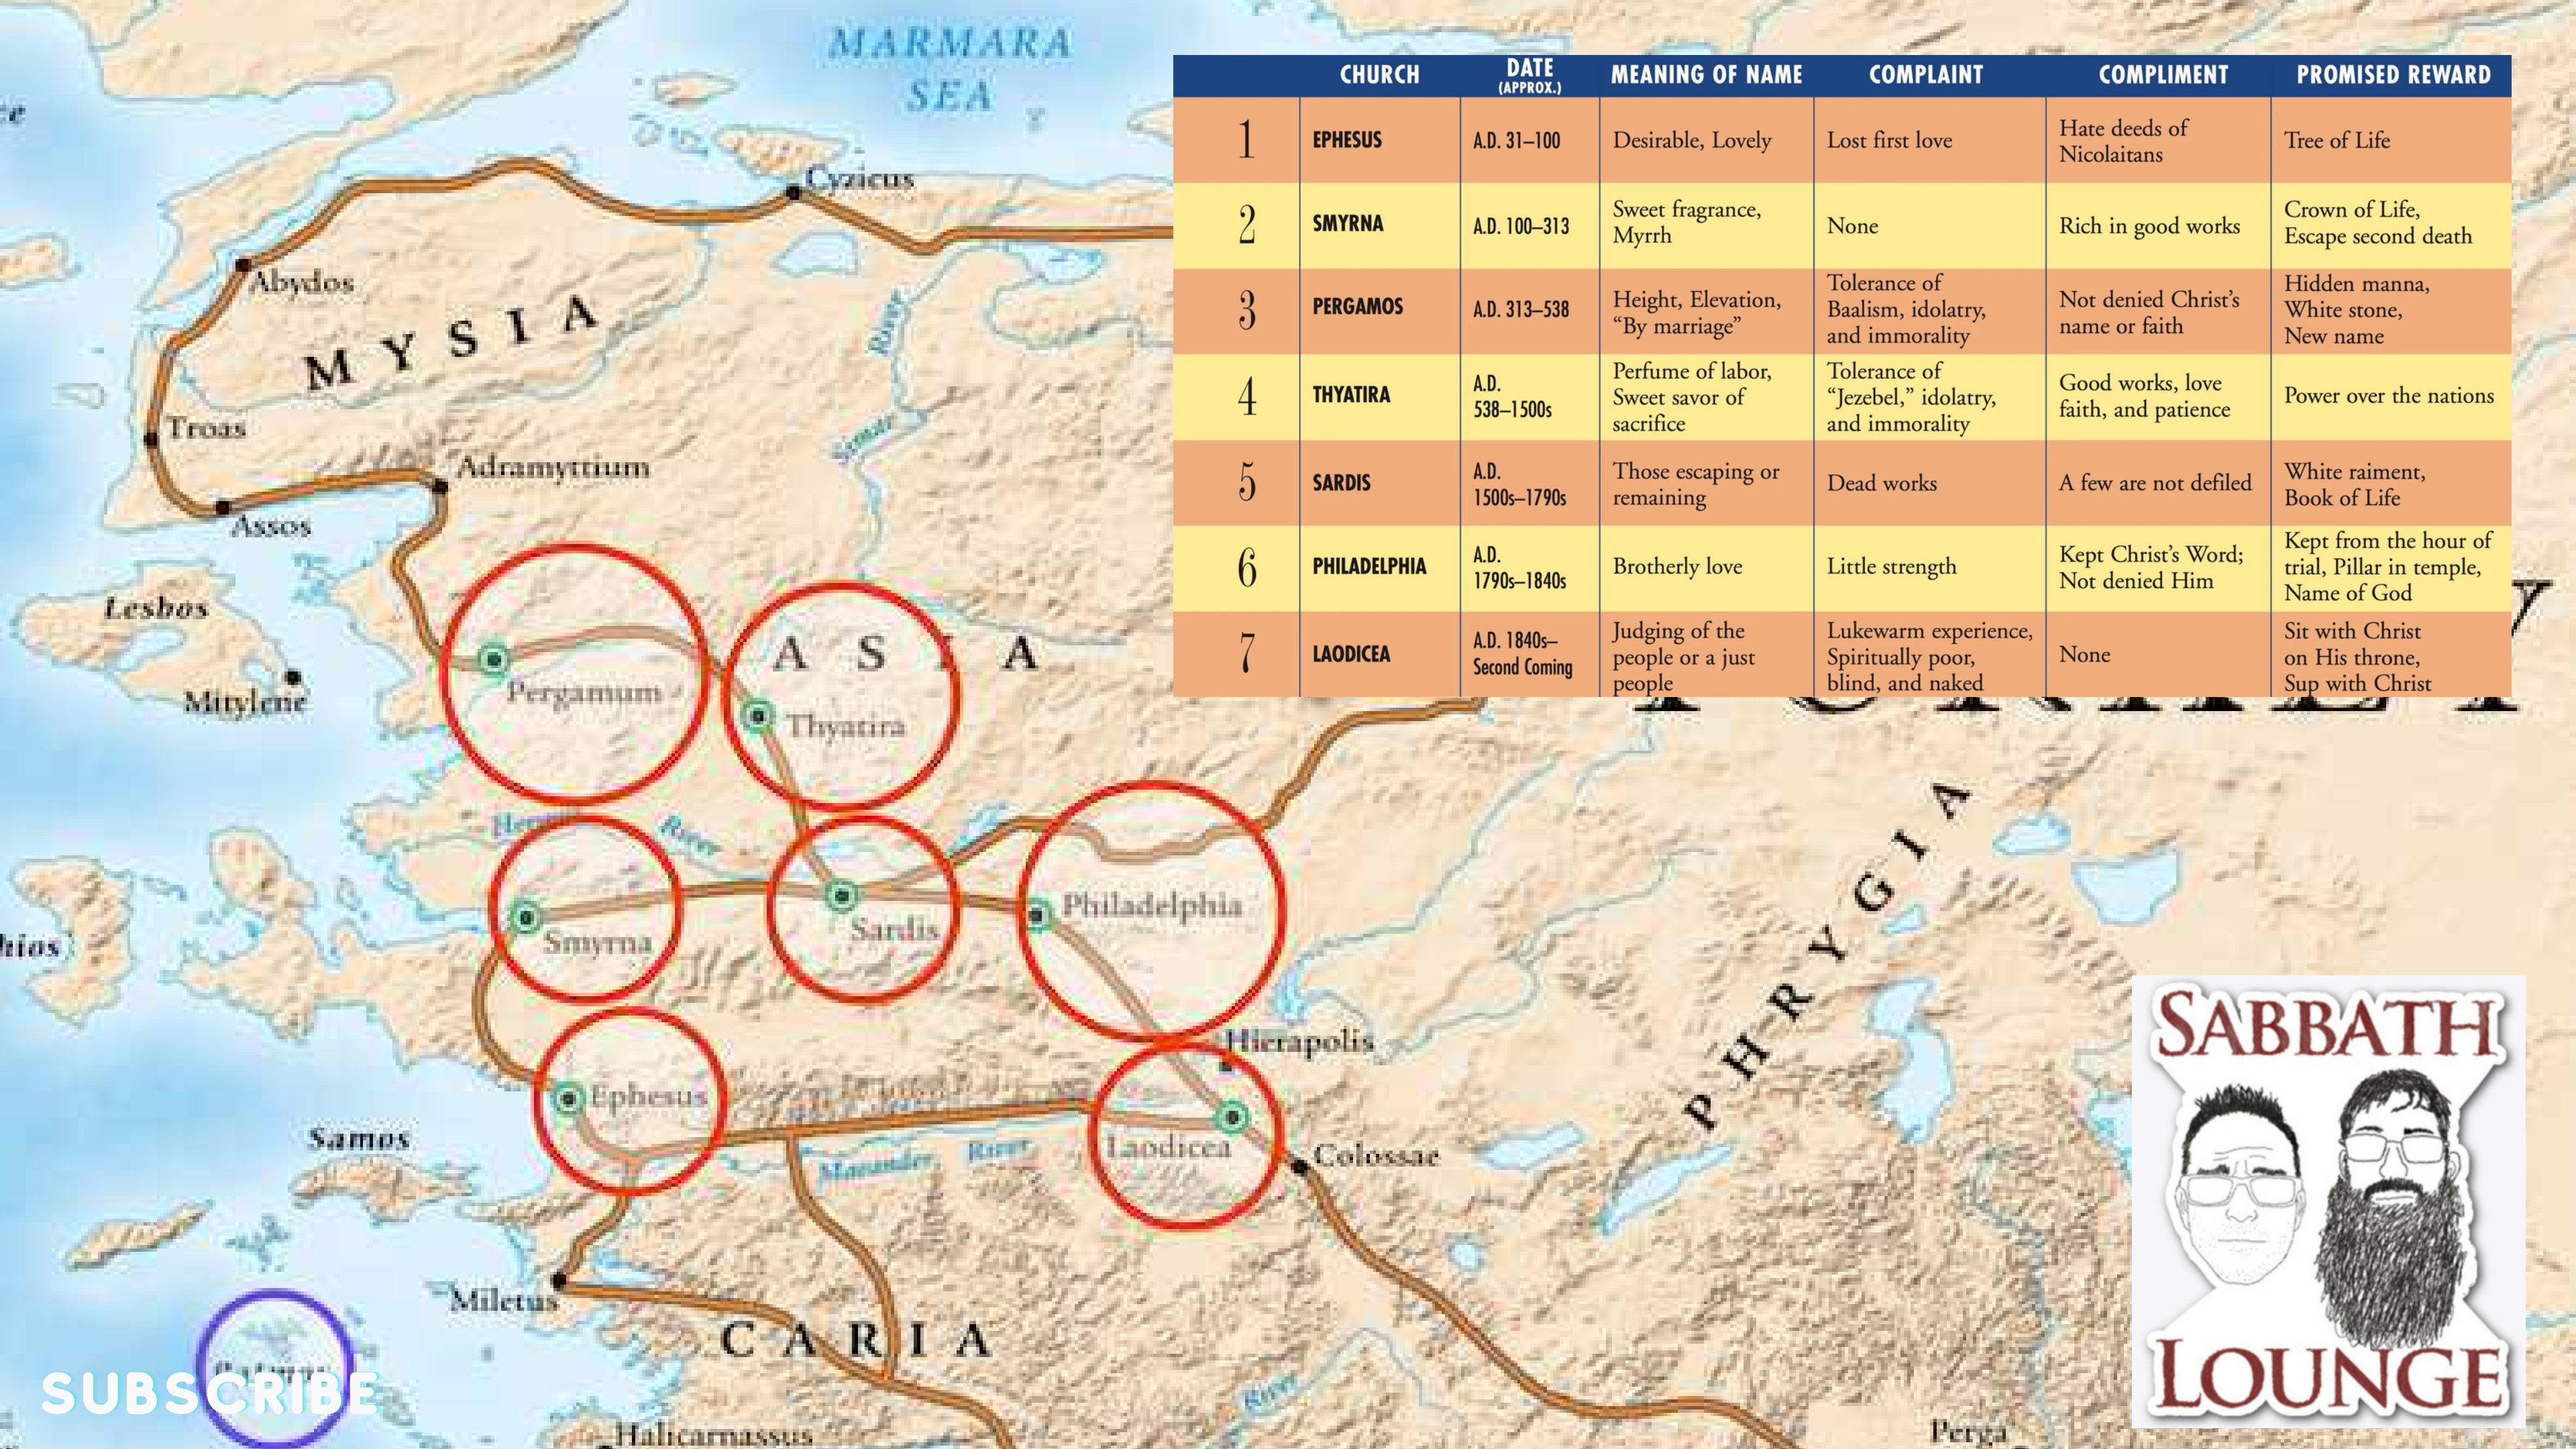 MARMARA
SEA
Cyzicus
Abydos
MYSIA
River
Troas
Adramyttium
Assos
Lesbos
Mitylene
ASIA
Pergamum
Thyatira
River
Philadelphia
Sardis
Smyrna
Hierapolis
Ephesus
Samos
Laodicea
Maeander River
Colossae
PHRYGIA
Miletus
CARIA
River
Halicarnassus
Perga
SUBSCRIBE
CHURCH DATE (APPROX.) MEANING OF NAME COMPLAINT COMPLIMENT PROMISED REWARD
1 EPHESUS A.D. 31–100 Desirable, Lovely Lost first love Hate deeds of Nicolaitans Tree of Life
2 SMYRNA A.D. 100–313 Sweet fragrance, Myrrh None Rich in good works Crown of Life, Escape second death
3 PERGAMOS A.D. 313–538 Height, Elevation, “By marriage” Tolerance of Baalism, idolatry, and immorality Not denied Christ’s name or faith Hidden manna, White stone, New name
4 THYATIRA A.D. 538–1500s Perfume of labor, Sweet savor of sacrifice Tolerance of “Jezebel,” idolatry, and immorality Good works, love faith, and patience Power over the nations
5 SARDIS A.D. 1500s–1790s Those escaping or remaining Dead works A few are not defiled White raiment, Book of Life
6 PHILADELPHIA A.D. 1790s–1840s Brotherly love Little strength Kept Christ’s Word; Not denied Him Kept from the hour of trial, Pillar in temple, Name of God
7 LAODICEA A.D. 1840s– Second Coming Judging of the people or a just people Lukewarm experience, Spiritually poor, blind, and naked None Sit with Christ on His throne, Sup with Christ
SABBATH
LOUNGE